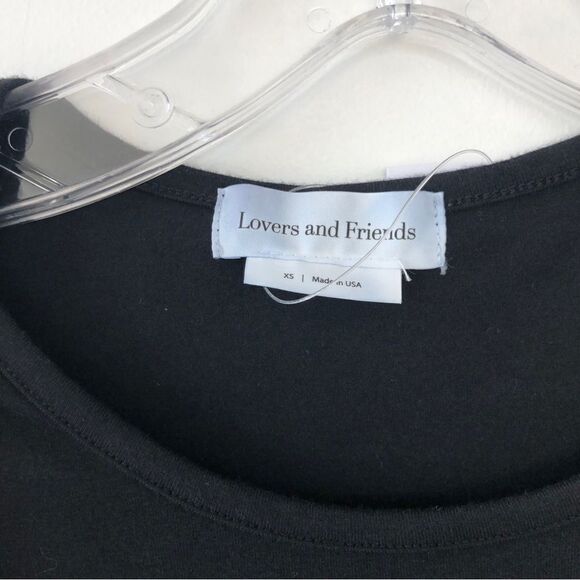 Lovers and Friends
XS | Made in USA